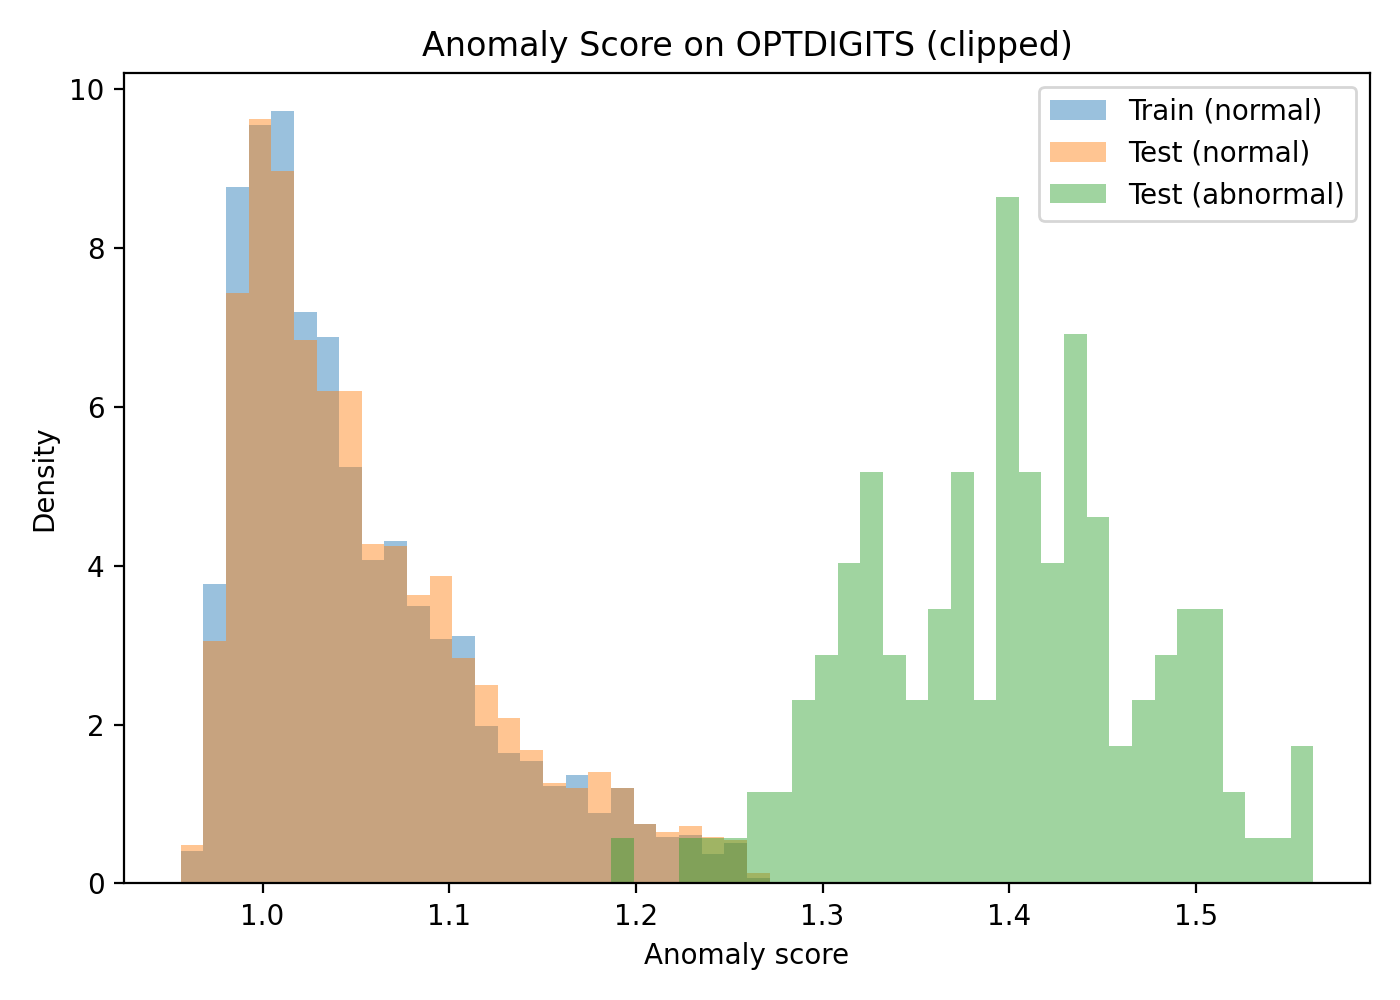 Anomaly Score on OPTDIGITS (clipped)
Train (normal)
Test (normal)
Test (abnormal)
Density
10
8
6
4
2
0
1.0 1.1 1.2 1.3 1.4 1.5
Anomaly score